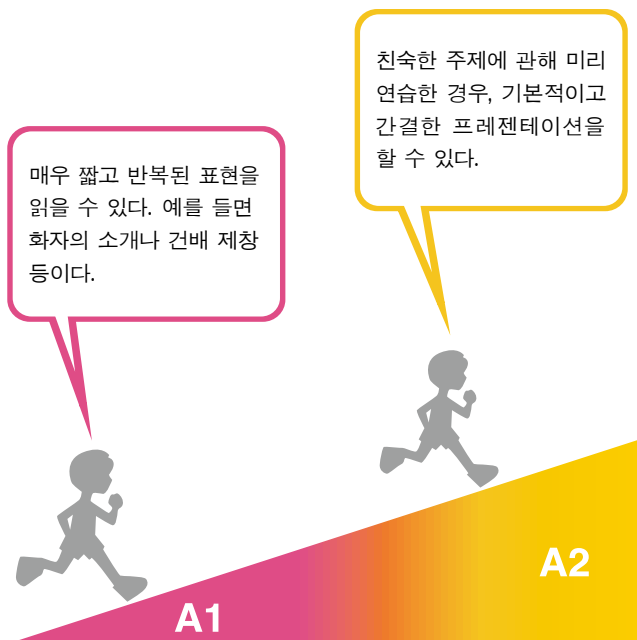 친숙한 주제에 관해 미리
연습한 경우, 기본적이고
간결한 프레젠테이션을
할 수 있다.
매우 짧고 반복된 표현을
읽을 수 있다. 예를 들면
화자의 소개나 건배 제창
등이다.
A1
A2